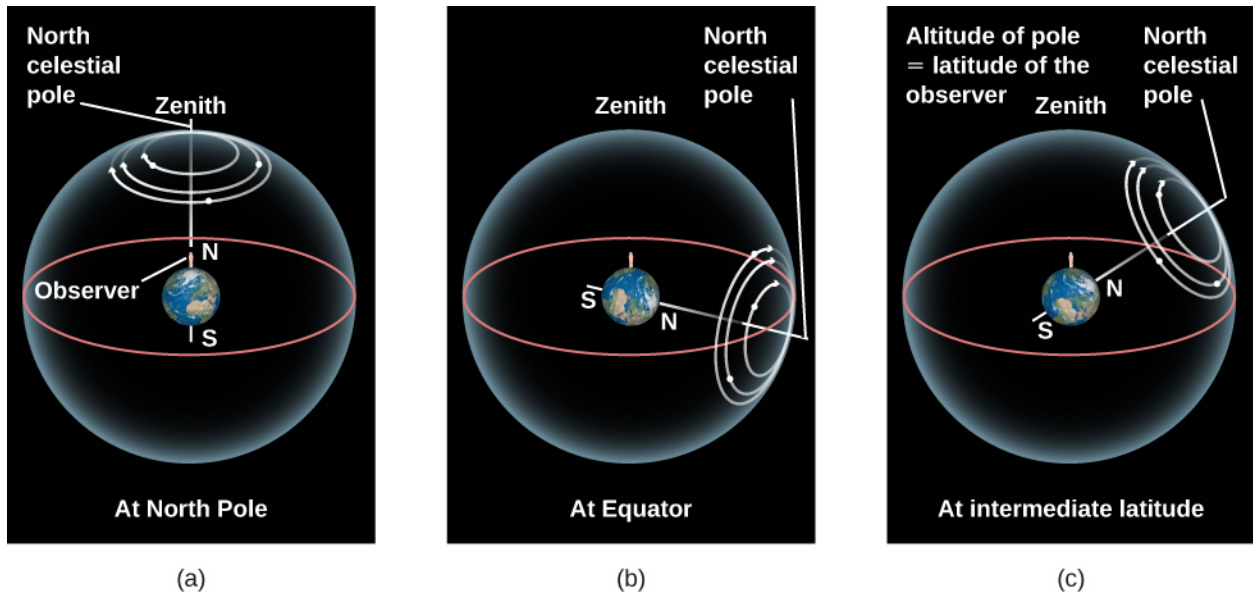 North
celestial
pole
Zenith
N
Observer
S
At North Pole
(a)
North
celestial
pole
Zenith
S
N
At Equator
(b)
Altitude of pole
= latitude of the
observer
North
celestial
pole
Zenith
N
S
At intermediate latitude
(c)